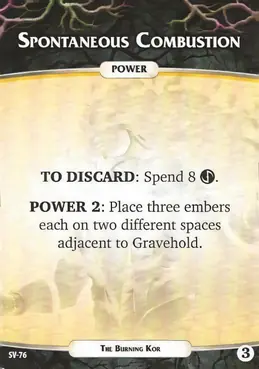 SPONTANEOUS COMBUSTION
POWER
TO DISCARD: Spend 8 .
POWER 2: Place three embers
each on two different spaces
adjacent to Gravehold.
THE BURNING KOR
SV-76
3